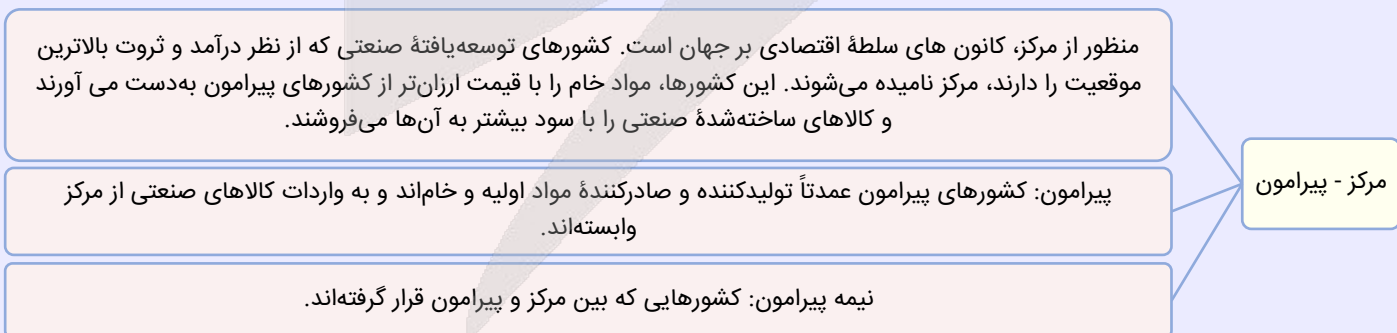 مرکز - پیرامون
منظور از مرکز، کانون های سلطهٔ اقتصادی بر جهان است. کشورهای توسعه‌یافتهٔ صنعتی که از نظر درآمد و ثروت بالاترین
موقعیت را دارند، مرکز نامیده می‌شوند. این کشورها، مواد خام را با قیمت ارزان‌تر از کشورهای پیرامون به‌دست می آورند
و کالاهای ساخته‌شدهٔ صنعتی را با سود بیشتر به آن‌ها می‌فروشند.
پیرامون: کشورهای پیرامون عمدتاً تولیدکننده و صادرکنندهٔ مواد اولیه و خام‌اند و به واردات کالاهای صنعتی از مرکز
وابسته‌اند.
نیمه پیرامون: کشورهایی که بین مرکز و پیرامون قرار گرفته‌اند.